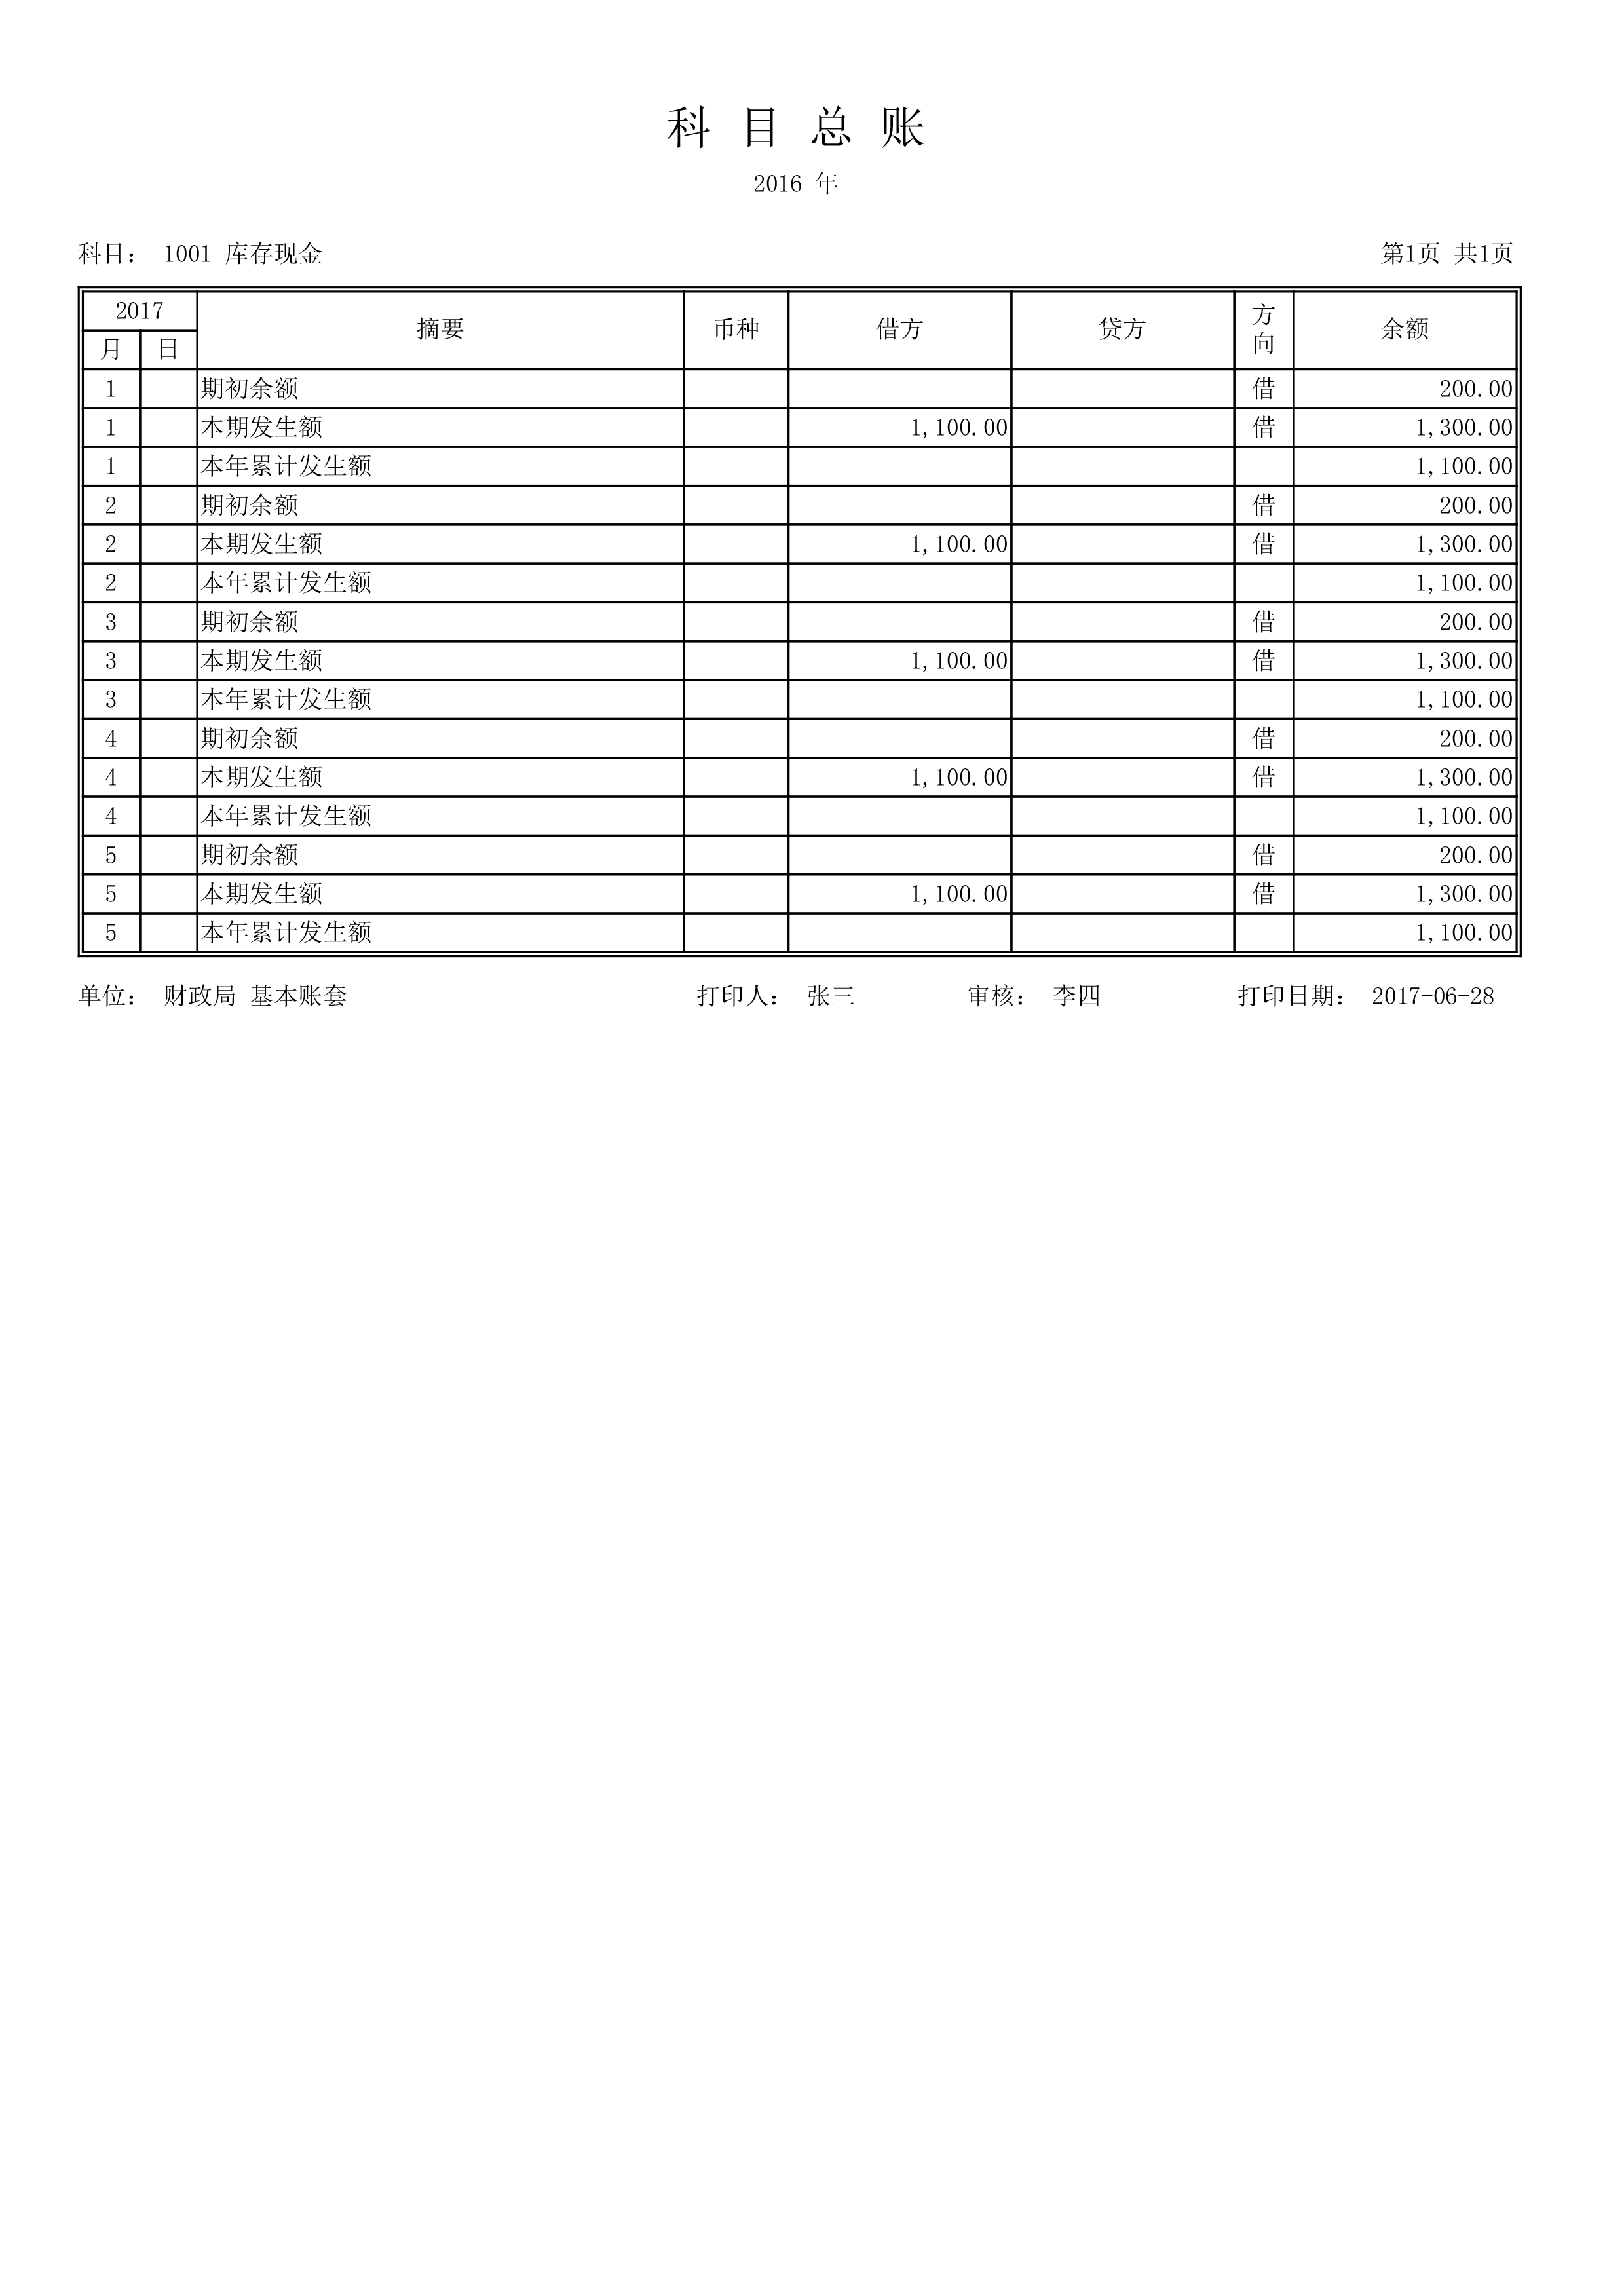 科 目 总 账
2016 年
科目： 1001 库存现金 第1页 共1页
2017 摘要 币种 借方 贷方 方向 余额
月 日
1 期初余额 借 200.00
1 本期发生额 1,100.00 借 1,300.00
1 本年累计发生额 1,100.00
2 期初余额 借 200.00
2 本期发生额 1,100.00 借 1,300.00
2 本年累计发生额 1,100.00
3 期初余额 借 200.00
3 本期发生额 1,100.00 借 1,300.00
3 本年累计发生额 1,100.00
4 期初余额 借 200.00
4 本期发生额 1,100.00 借 1,300.00
4 本年累计发生额 1,100.00
5 期初余额 借 200.00
5 本期发生额 1,100.00 借 1,300.00
5 本年累计发生额 1,100.00
单位： 财政局 基本账套 打印人： 张三 审核： 李四 打印日期： 2017-06-28